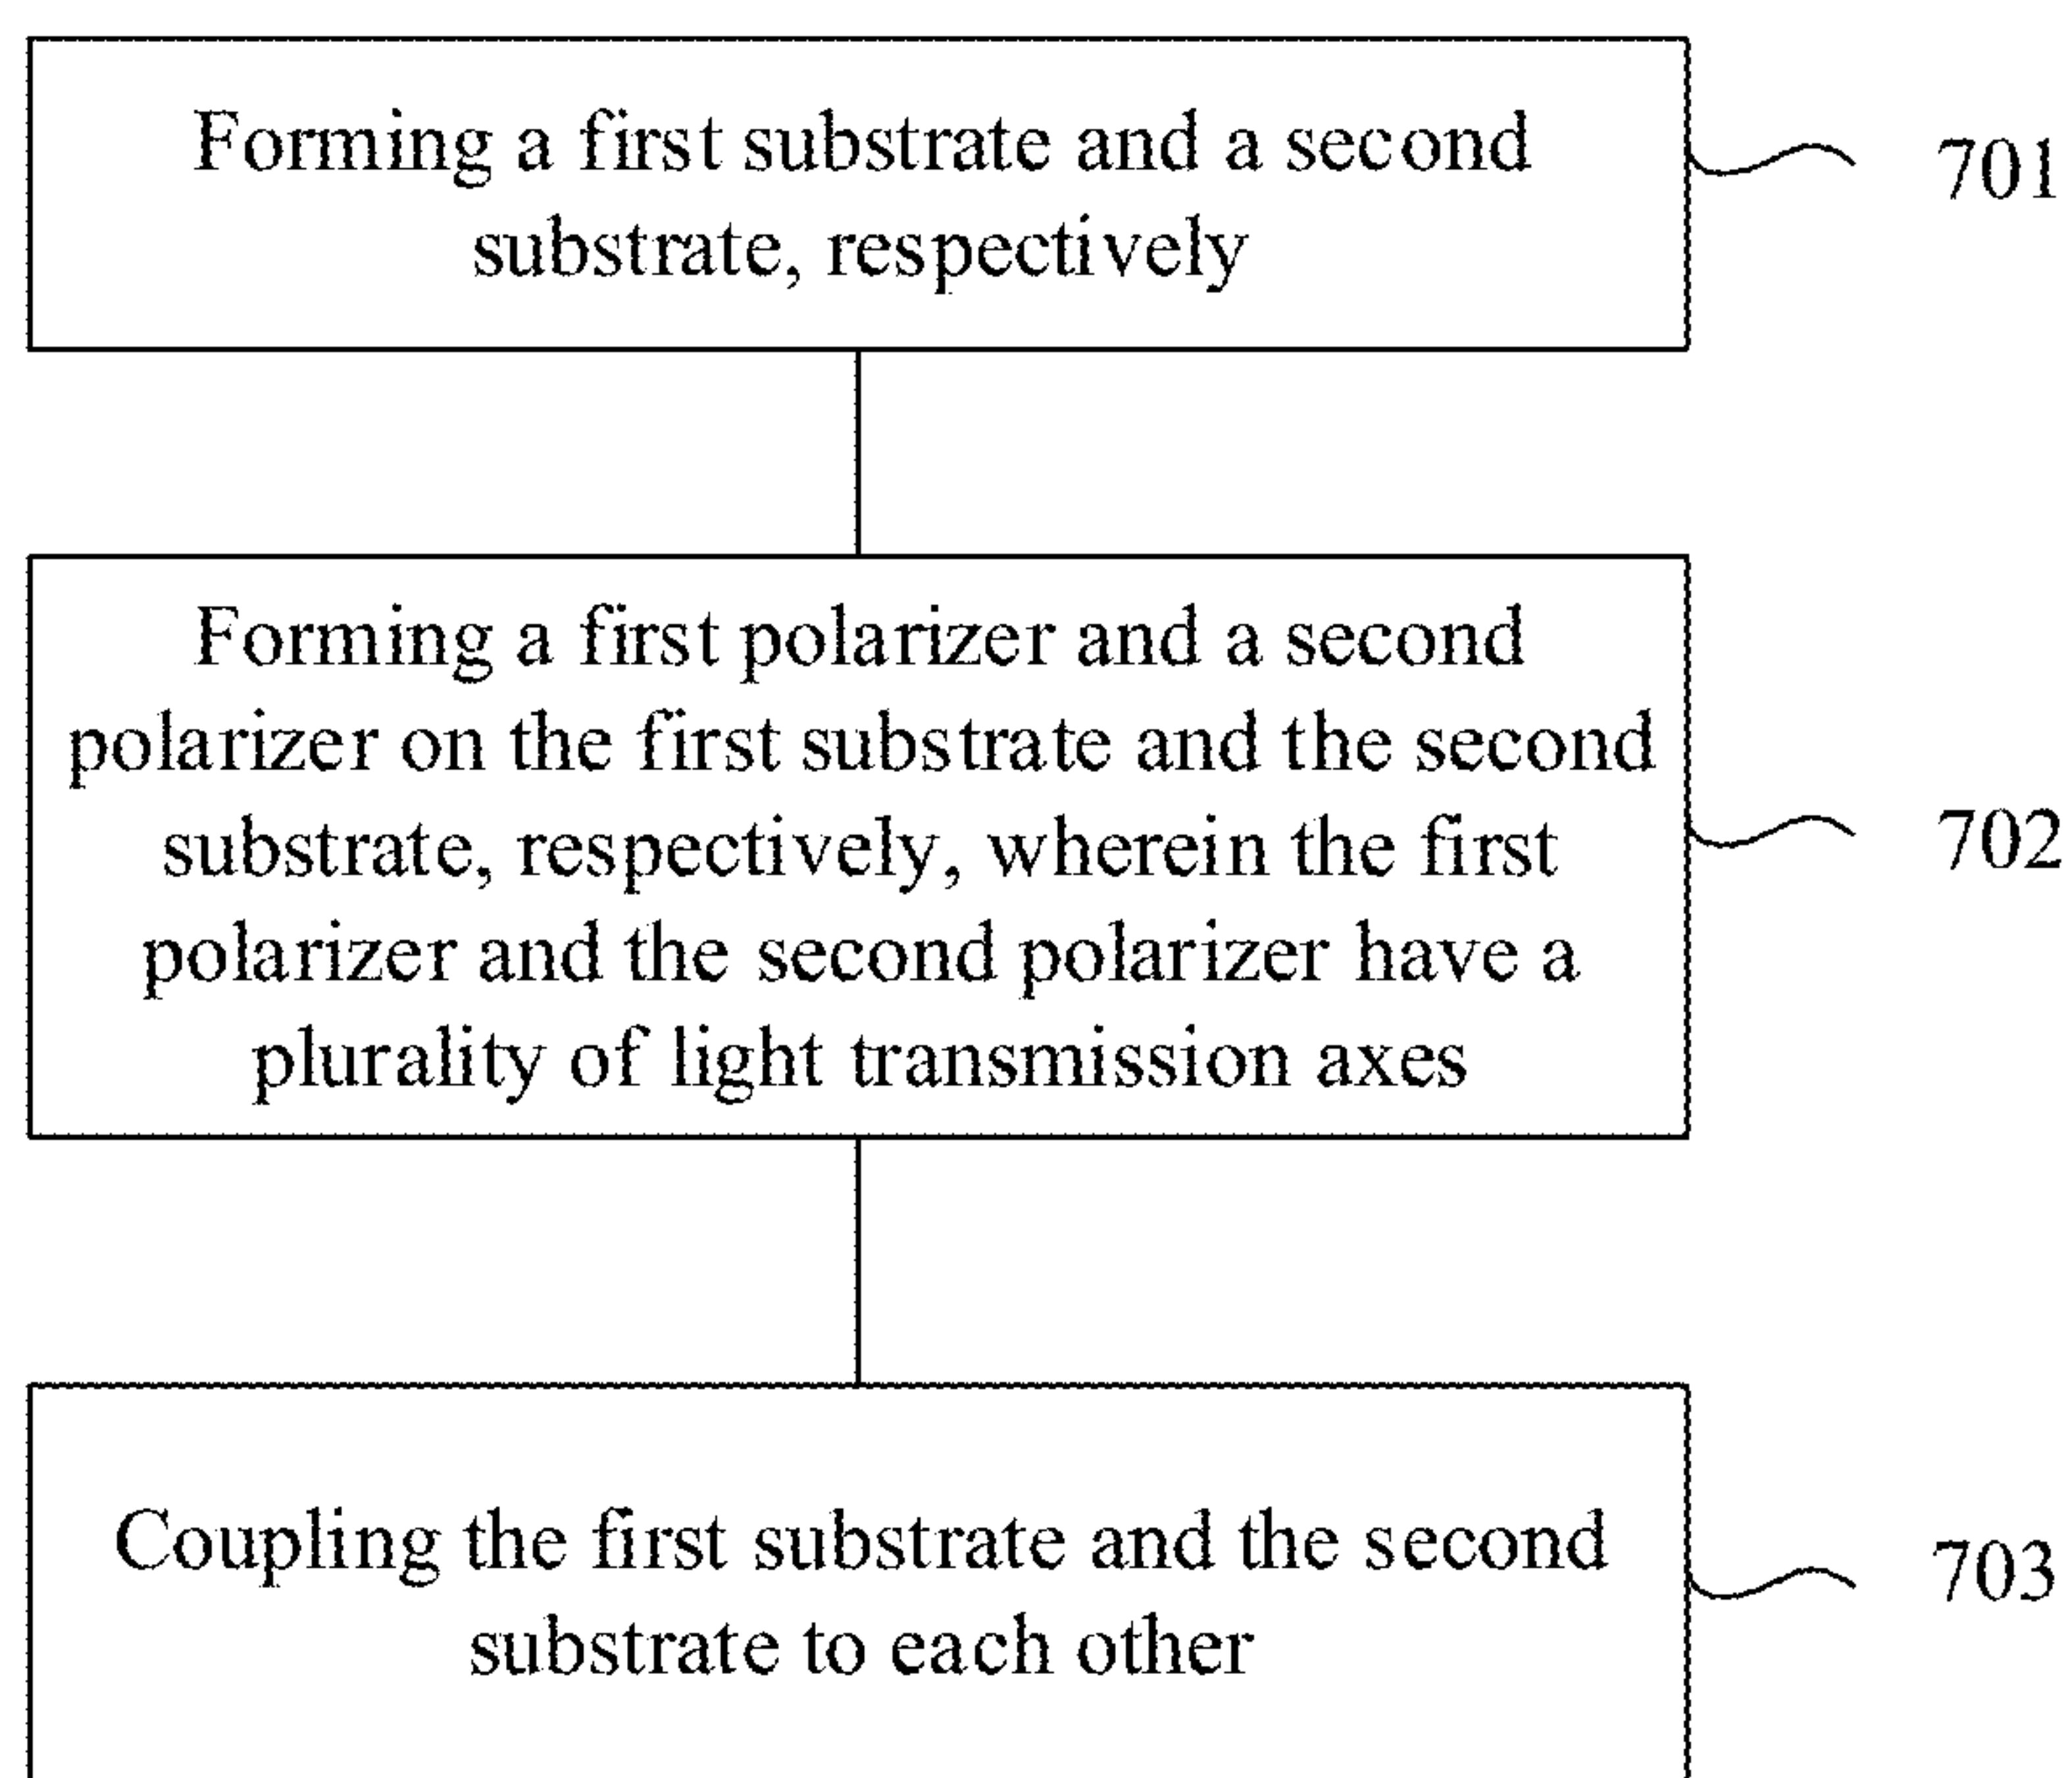 Forming a first substrate and a second
substrate, respectively
701
Forming a first polarizer and a second
polarizer on the first substrate and the second
substrate, respectively, wherein the first
polarizer and the second polarizer have a
plurality of light transmission axes
702
Coupling the first substrate and the second
substrate to each other
703